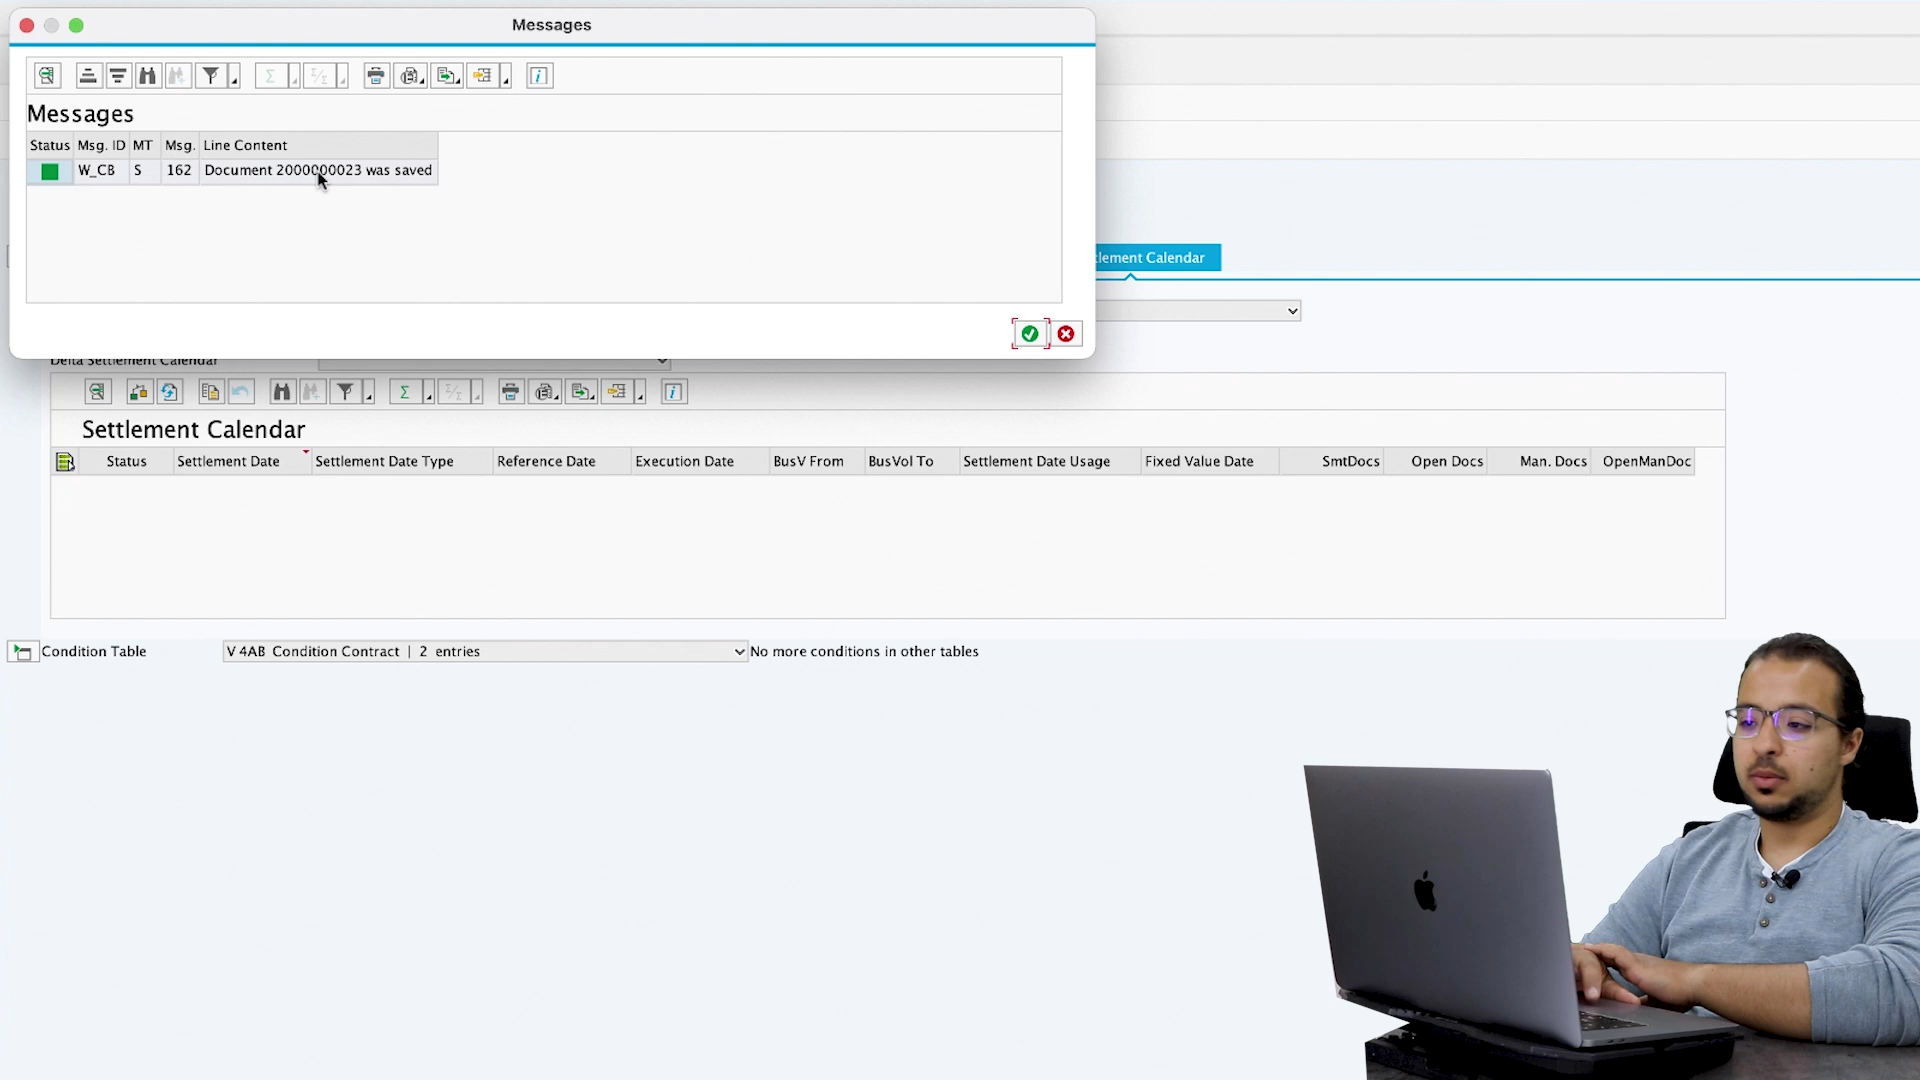 Messages
Messages
Status Msg. ID MT Msg. Line Content
W_CB S 162 Document 2000000023 was saved
lement Calendar
Delta Settlement Calendar
Settlement Calendar
Status Settlement Date Settlement Date Type Reference Date Execution Date BusV From BusVol To Settlement Date Usage Fixed Value Date SmtDocs Open Docs Man. Docs OpenManDoc
Condition Table V 4AB Condition Contract | 2 entries No more conditions in other tables